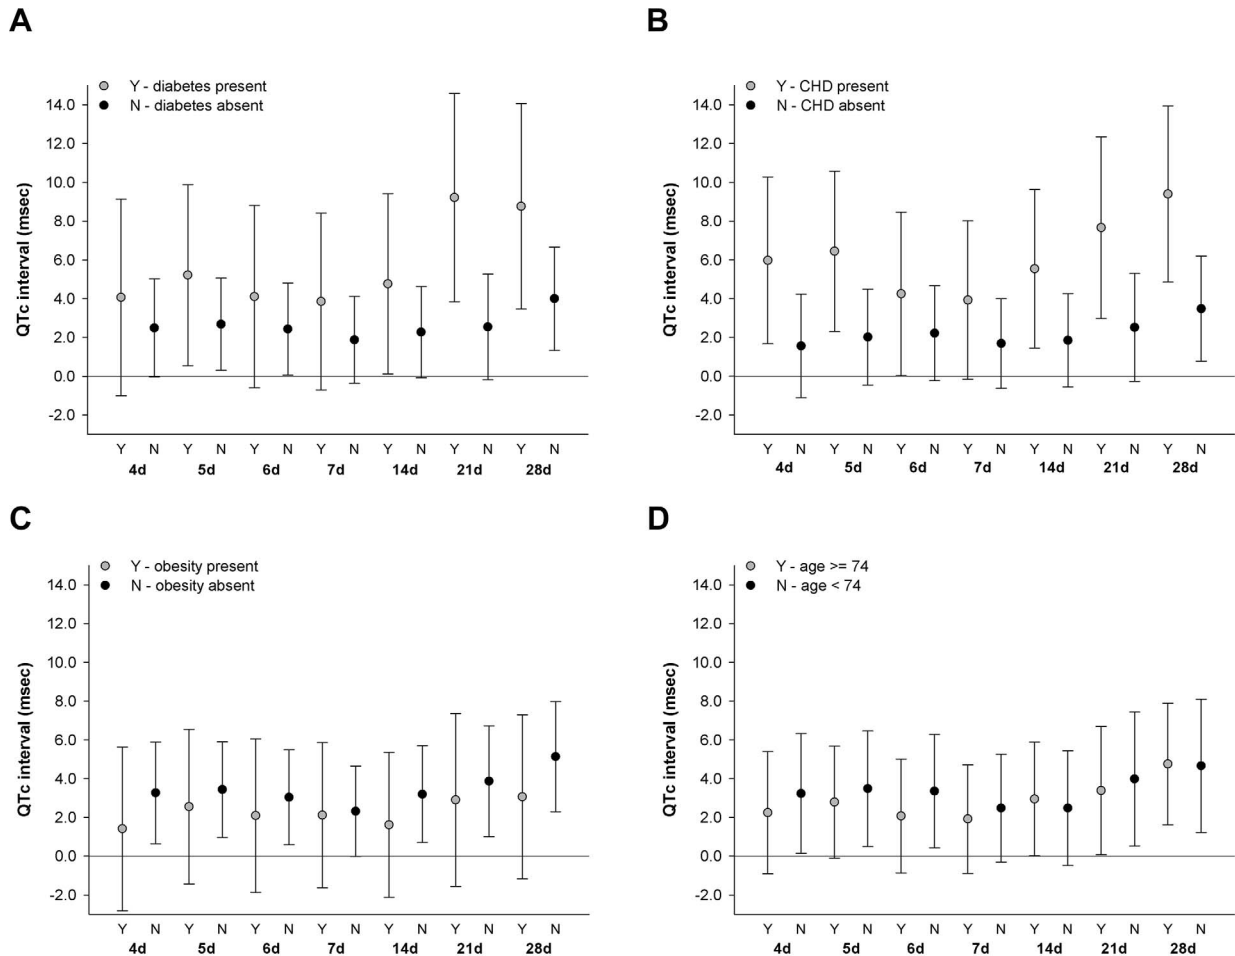 A
Y - diabetes present
N - diabetes absent
QTc interval (msec)
14.0
12.0
10.0
8.0
6.0
4.0
2.0
0.0
-2.0
Y N Y N Y N Y N Y N Y N Y N
4d 5d 6d 7d 14d 21d 28d
B
Y - CHD present
N - CHD absent
QTc interval (msec)
14.0
12.0
10.0
8.0
6.0
4.0
2.0
0.0
-2.0
Y N Y N Y N Y N Y N Y N Y N
4d 5d 6d 7d 14d 21d 28d
C
Y - obesity present
N - obesity absent
QTc interval (msec)
14.0
12.0
10.0
8.0
6.0
4.0
2.0
0.0
-2.0
Y N Y N Y N Y N Y N Y N Y N
4d 5d 6d 7d 14d 21d 28d
D
Y - age >= 74
N - age < 74
QTc interval (msec)
14.0
12.0
10.0
8.0
6.0
4.0
2.0
0.0
-2.0
Y N Y N Y N Y N Y N Y N Y N
4d 5d 6d 7d 14d 21d 28d